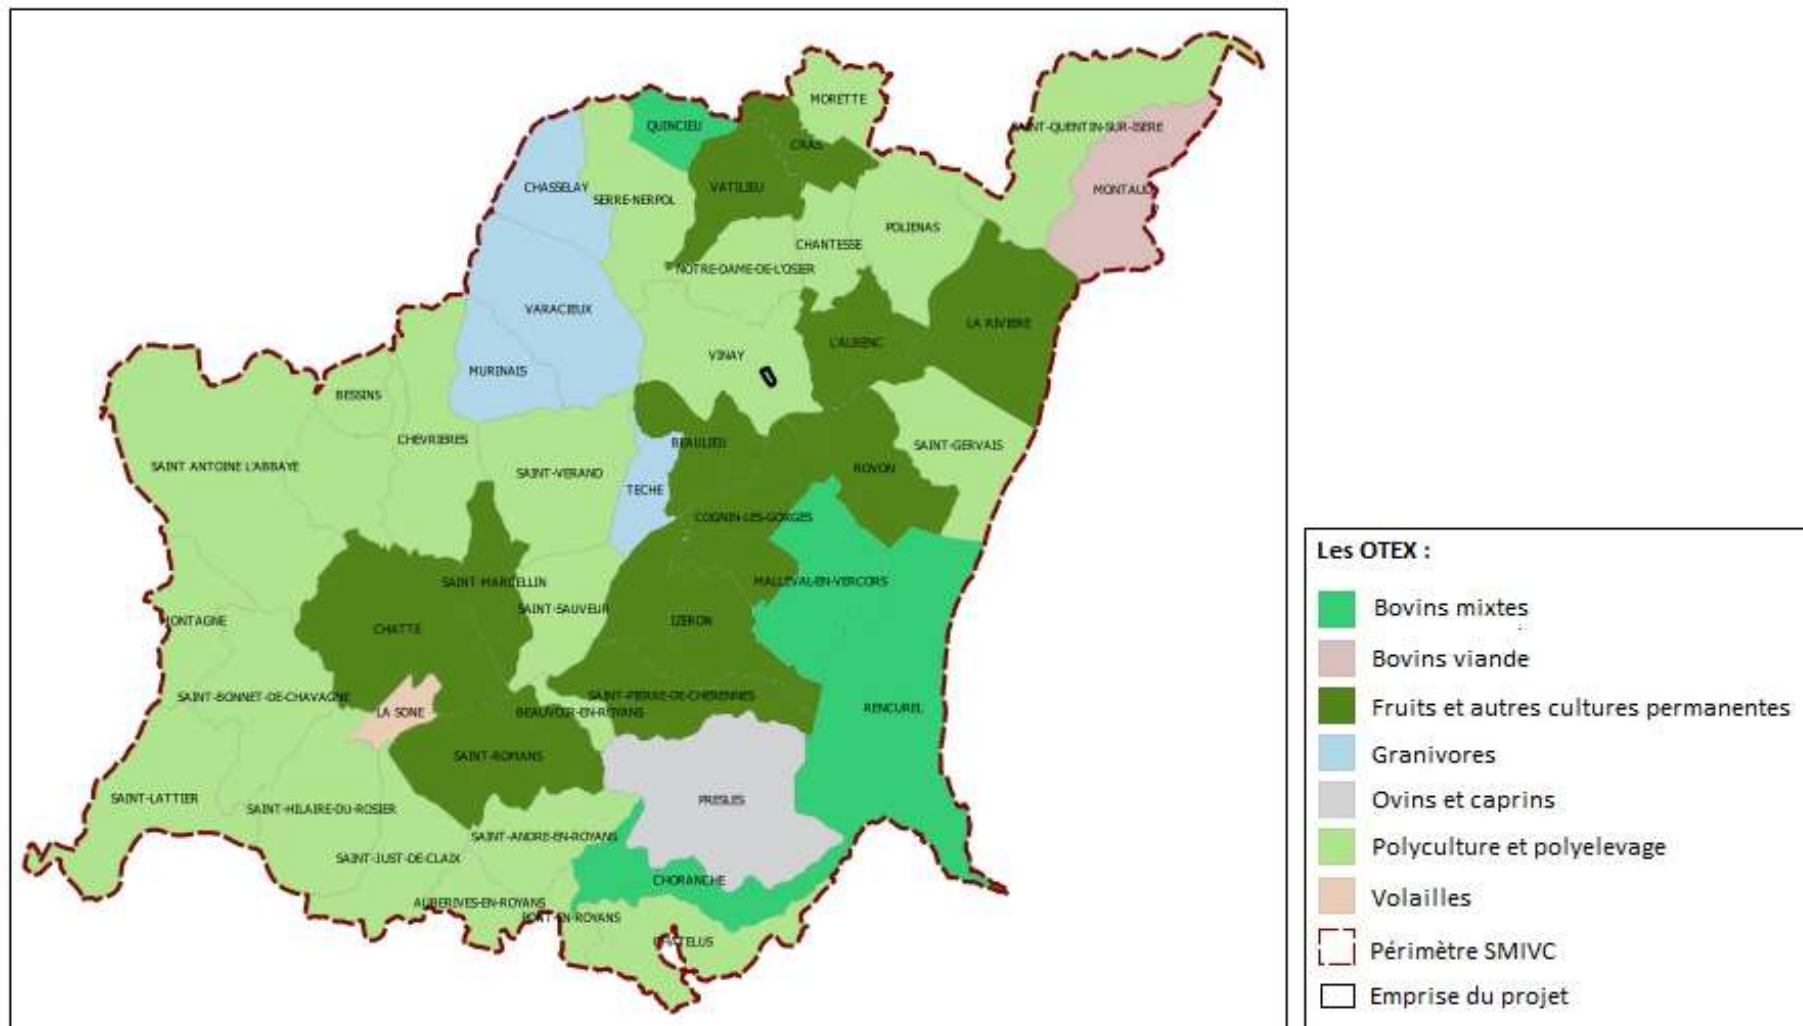 MORETTE
QUINCIEU
SAINT-QUENTIN-SUR-ISERE
CRAS
CHASSELAY
VATILIEU
MONTAUD
SERRE-NERPOL
POLIENAS
CHANTESSE
NOTRE-DAME-DE-L'OSIER
VARACIEUX
LA RIVIERE
L'ALBENC
VINAY
MURINAIS
BESSINS
CHEVRIERES
BEAULIEU
SAINT-GERVAIS
SAINT ANTOINE L'ABBAYE
SAINT-VERAND
ROVON
TECHE
COGNIN-LES-GORGES
SAINT-MARCELLIN
MALLEVAL-EN-VERCORS
SAINT-SAUVEUR
MONTAGNE
CHATTE
IZERON
SAINT-BONNET-DE-CHAVAGNE
SAINT-PIERRE-DE-CHERENNES
LA SONE
BEAUVOIR-EN-ROYANS
RENCUREL
SAINT-ROMANS
SAINT-LATTIER
SAINT-HILAIRE-DU-ROSIER
PRESLES
SAINT-ANDRE-EN-ROYANS
SAINT-JUST-DE-CLAIX
CHORANCHE
AUBERIVES-EN-ROYANS
PONT-EN-ROYANS
CHATELUS
Les OTEX :
Bovins mixtes
Bovins viande
Fruits et autres cultures permanentes
Granivores
Ovins et caprins
Polyculture et polyelevage
Volailles
Périmètre SMIVC
Emprise du projet